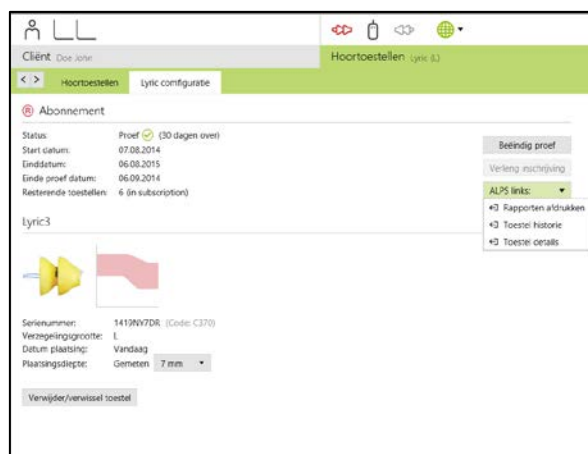 Cliënt Doe John
Hoortoestellen Lyric (L)
< > Hoortoestellen Lyric configuratie
R Abonnement
Status: Proef (30 dagen over)
Start datum: 07.08.2014
Einddatum: 06.08.2015
Einde proef datum: 06.09.2014
Resterende toestellen: 6 (in subscription)
Beëindig proef
Verleng inschrijving
ALPS links:
Rapporten afdrukken
Toestel historie
Toestel details
Lyric3
Serienummer: 1419NY7DR (Code: C370)
Verzegelingsgrootte: L
Datum plaatsing: Vandaag
Plaatsingsdiepte: Gemeten 7 mm
Verwijder/verwissel toestel